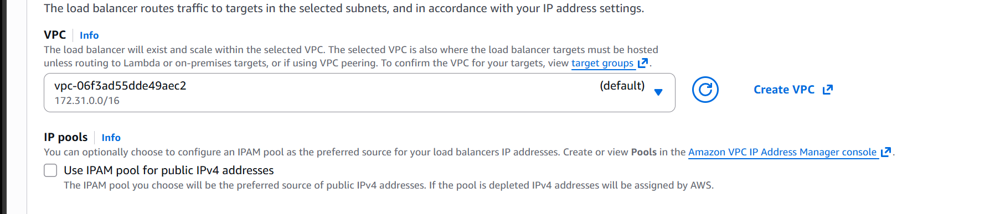 The load balancer routes traffic to targets in the selected subnets, and in accordance with your IP address settings.
VPC Info
The load balancer will exist and scale within the selected VPC. The selected VPC is also where the load balancer targets must be hosted
unless routing to Lambda or on-premises targets, or if using VPC peering. To confirm the VPC for your targets, view target groups.
vpc-06f3ad55dde49aec2 (default)
172.31.0.0/16
Create VPC
IP pools Info
You can optionally choose to configure an IPAM pool as the preferred source for your load balancers IP addresses. Create or view Pools in the Amazon VPC IP Address Manager console.
Use IPAM pool for public IPv4 addresses
The IPAM pool you choose will be the preferred source of public IPv4 addresses. If the pool is depleted IPv4 addresses will be assigned by AWS.